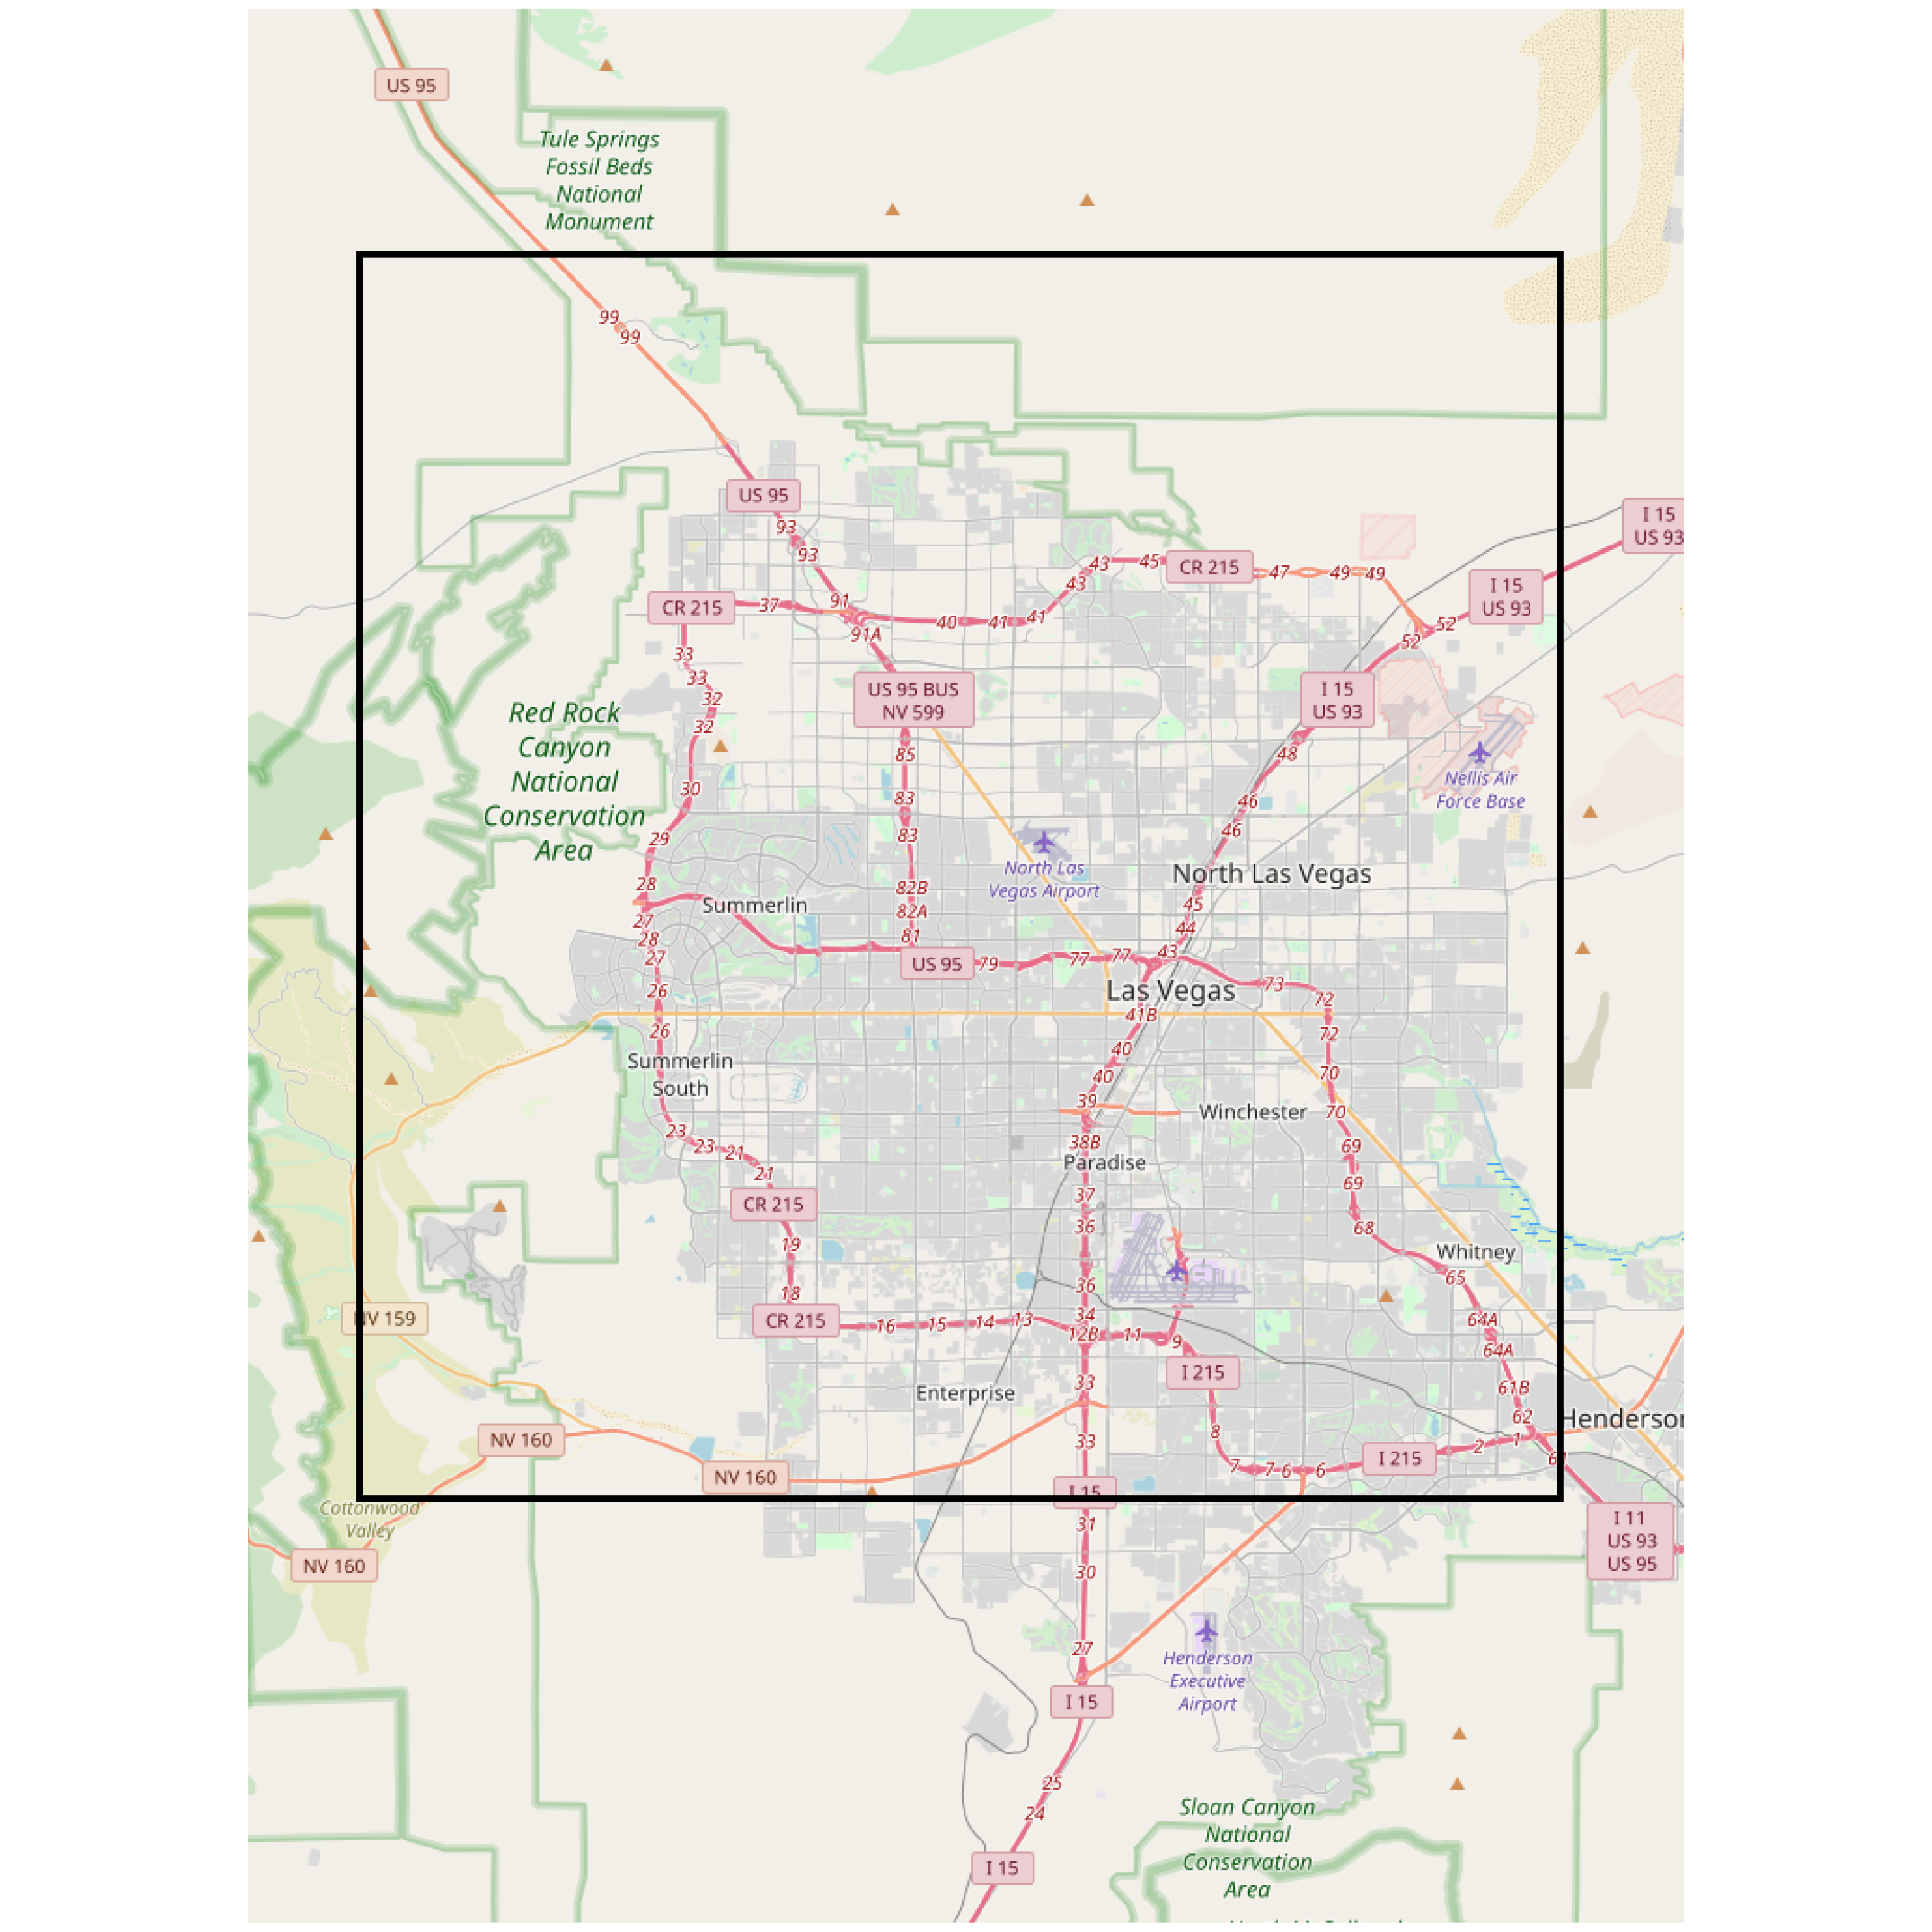 US 95
Tule Springs
Fossil Beds
National
Monument
99
99
US 95
93
93
I 15
US 93
CR 215
37
91
91A
40
41
41
43
43
45
CR 215
47
49
49
52
52
I 15
US 93
33
33
32
32
US 95 BUS
NV 599
I 15
US 93
Red Rock
Canyon
National
Conservation
Area
30
29
28
27
28
27
26
26
85
83
83
82B
82A
81
48
46
46
45
44
43
Nellis Air
Force Base
North Las
Vegas Airport
North Las Vegas
Summerlin
US 95
79
77
77
73
72
72
70
70
Las Vegas
41B
40
40
39
38B
Summerlin
South
Winchester
Paradise
23
23
21
21
69
69
68
CR 215
37
36
36
34
19
18
Whitney
65
64A
64A
NV 159
CR 215
16
15
14
13
12B
11
9
I 215
33
33
Enterprise
61B
62
Henderson
8
7
7
6
6
I 215
2
1
61
NV 160
NV 160
I 15
Cottonwood
Valley
NV 160
31
30
I 11
US 93
US 95
27
Henderson
Executive
Airport
I 15
25
24
Sloan Canyon
National
Conservation
Area
I 15